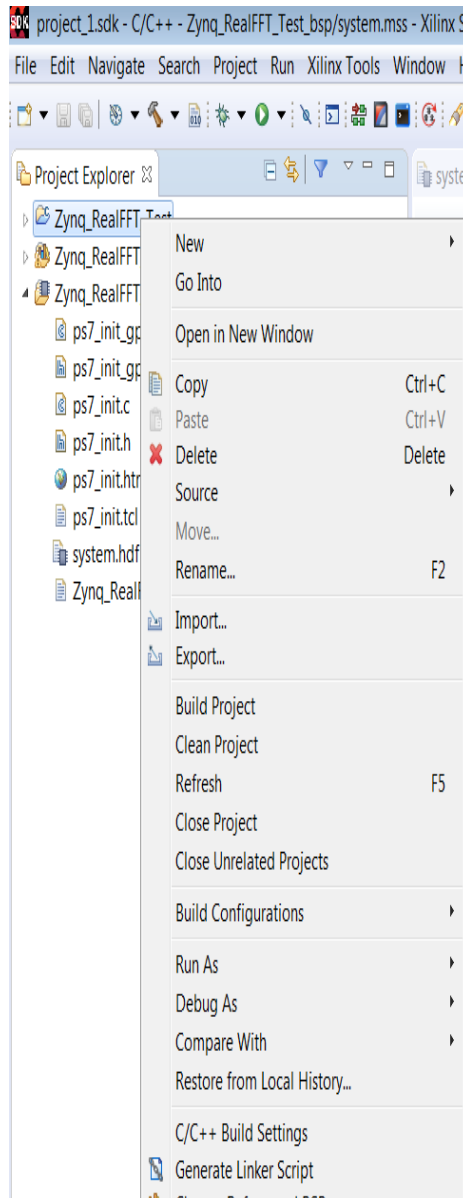 project_1.sdk - C/C++ - Zynq_RealFFT_Test_bsp/system.mss - Xilinx S
File Edit Navigate Search Project Run Xilinx Tools Window
Project Explorer
syste
Zynq_RealFFT_Test
Zynq_RealFFT
Zynq_RealFFT
ps7_init_gp
ps7_init_gp
ps7_init.c
ps7_init.h
ps7_init.htr
ps7_init.tcl
system.hdf
Zynq_Real
New
Go Into
Open in New Window
Copy Ctrl+C
Paste Ctrl+V
Delete Delete
Source
Move...
Rename... F2
Import...
Export...
Build Project
Clean Project
Refresh F5
Close Project
Close Unrelated Projects
Build Configurations
Run As
Debug As
Compare With
Restore from Local History...
C/C++ Build Settings
Generate Linker Script